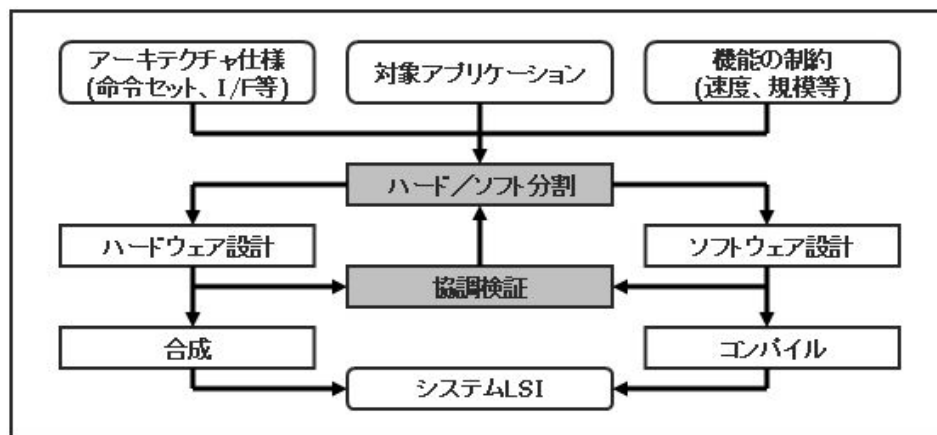 アーキテクチャ仕様
(命令セット、I/F等)
対象アプリケーション
機能の制約
(速度、規模等)
ハード／ソフト分割
ハードウェア設計
ソフトウェア設計
協調検証
合成
コンパイル
システムLSI